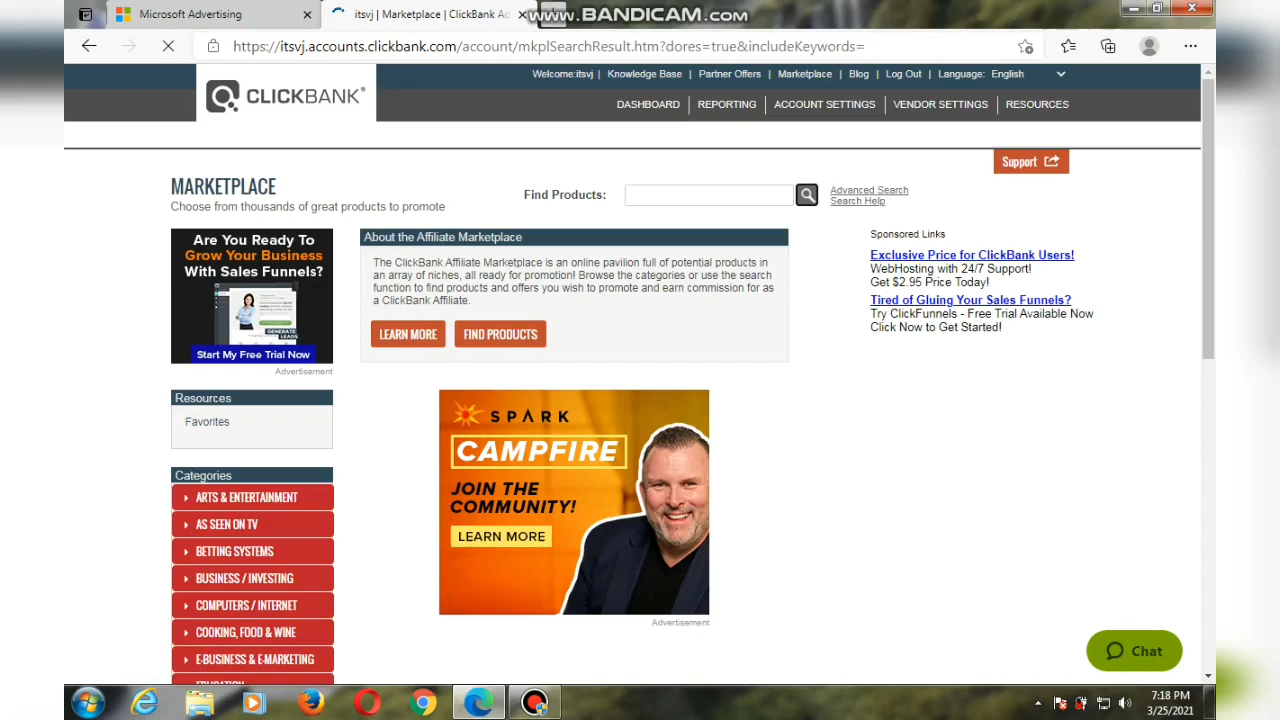 Microsoft Advertising
itsvj | Marketplace | ClickBank Ad
www.BANDICAM.com
https://itsvj.accounts.clickbank.com/account/mkplSearchResult.htm?dores=true&includeKeywords=
Welcome:itsvj | Knowledge Base | Partner Offers | Marketplace | Blog | Log Out | Language: English
CLICKBANK®
DASHBOARD | REPORTING | ACCOUNT SETTINGS | VENDOR SETTINGS | RESOURCES
Support
MARKETPLACE
Choose from thousands of great products to promote
Find Products:
Advanced Search
Search Help
Are You Ready To
Grow Your Business
With Sales Funnels?
GENERATE
LEADS
Start My Free Trial Now
Advertisement
About the Affiliate Marketplace
The ClickBank Affiliate Marketplace is an online pavilion full of potential products in
an array of niches, all ready for promotion! Browse the categories or use the search
function to find products and offers you wish to promote and earn commission for as
a ClickBank Affiliate.
LEARN MORE
FIND PRODUCTS
Sponsored Links
Exclusive Price for ClickBank Users!
WebHosting with 24/7 Support!
Get $2.95 Price Today!
Tired of Gluing Your Sales Funnels?
Try ClickFunnels - Free Trial Available Now
Click Now to Get Started!
Resources
Favorites
SPARK
CAMPFIRE
JOIN THE
COMMUNITY!
LEARN MORE
Advertisement
Categories
ARTS & ENTERTAINMENT
AS SEEN ON TV
BETTING SYSTEMS
BUSINESS / INVESTING
COMPUTERS / INTERNET
COOKING, FOOD & WINE
E-BUSINESS & E-MARKETING
EDUCATION
Chat
7:18 PM
3/25/2021